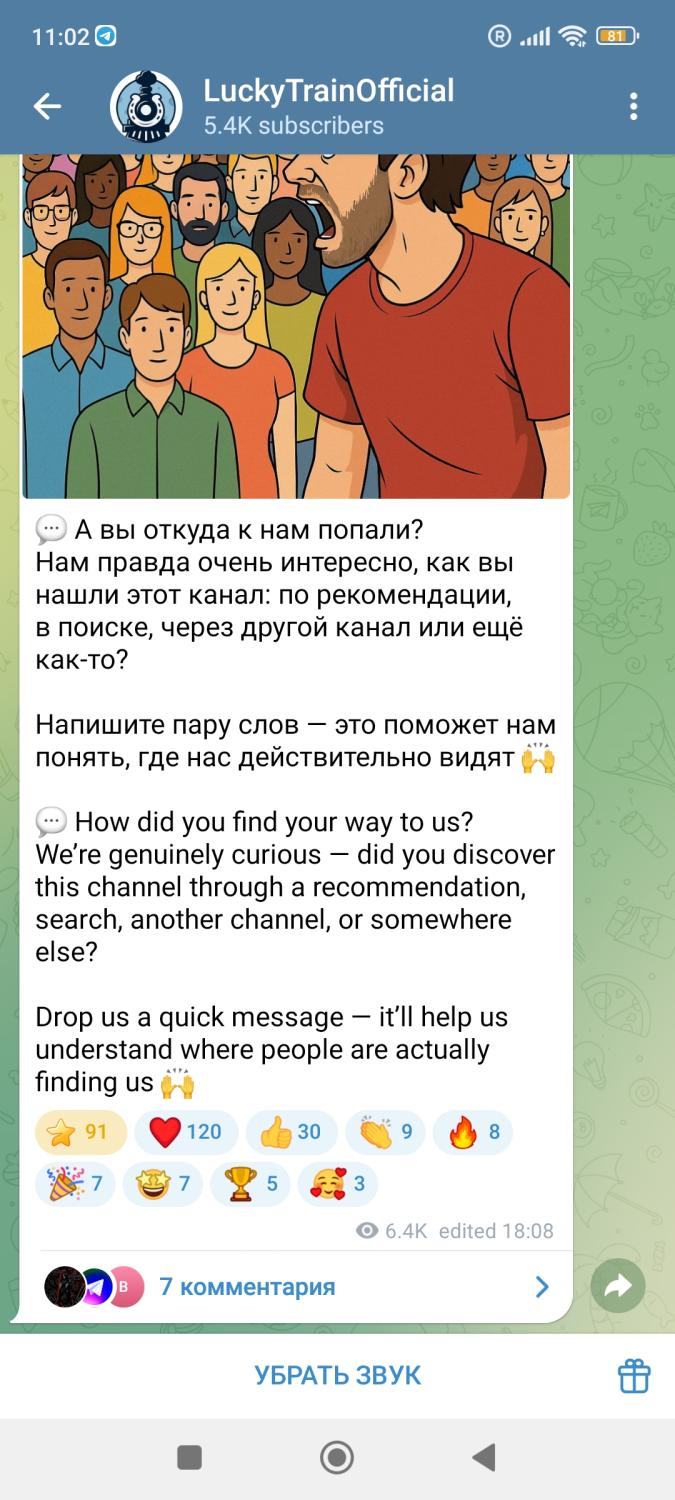 11:02
R
81
LuckyTrainOfficial
5.4K subscribers
А вы откуда к нам попали?
Нам правда очень интересно, как вы
нашли этот канал: по рекомендации,
в поиске, через другой канал или ещё
как-то?
Напишите пару слов — это поможет нам
понять, где нас действительно видят 🙌
💬 How did you find your way to us?
We’re genuinely curious — did you discover
this channel through a recommendation,
search, another channel, or somewhere
else?
Drop us a quick message — it’ll help us
understand where people are actually
finding us 🙌
91 120 30 9 8
7 7 5 3
6.4K edited 18:08
B 7 комментария
УБРАТЬ ЗВУК